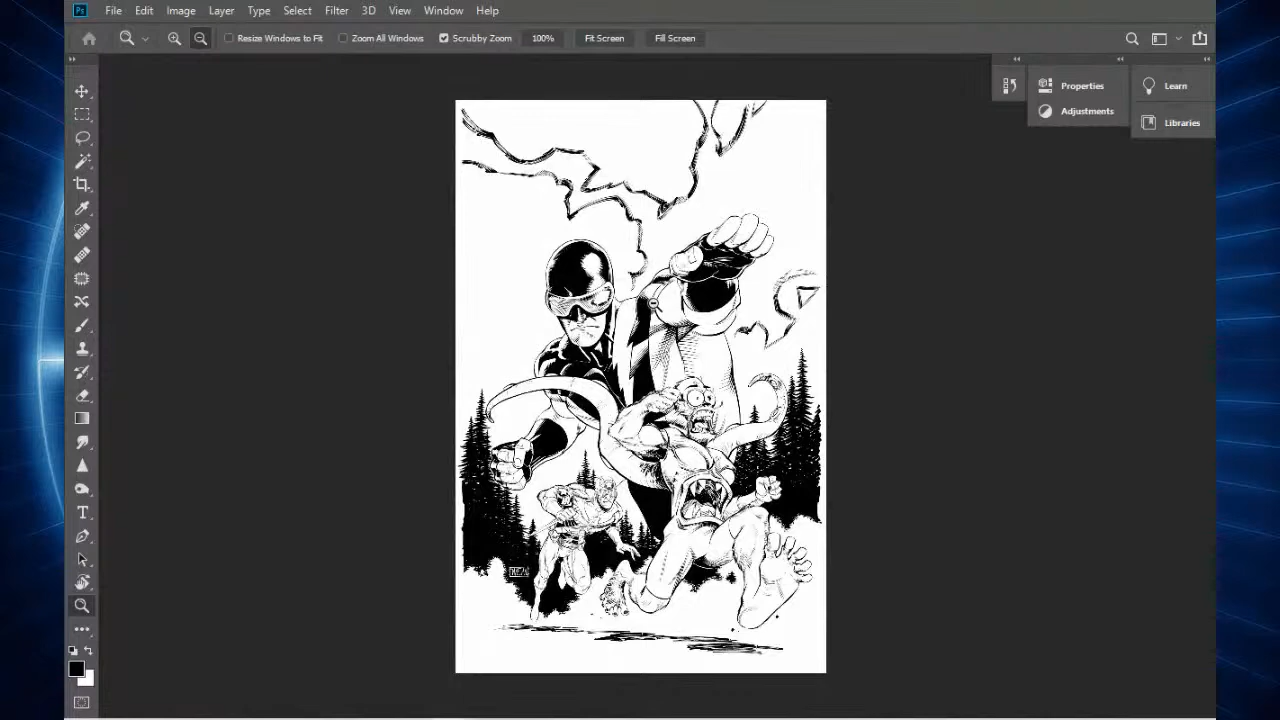 Ps File Edit Image Layer Type Select Filter 3D View Window Help
Resize Windows to Fit Zoom All Windows Scrubby Zoom 100% Fit Screen Fill Screen
Properties
Adjustments
Learn
Libraries